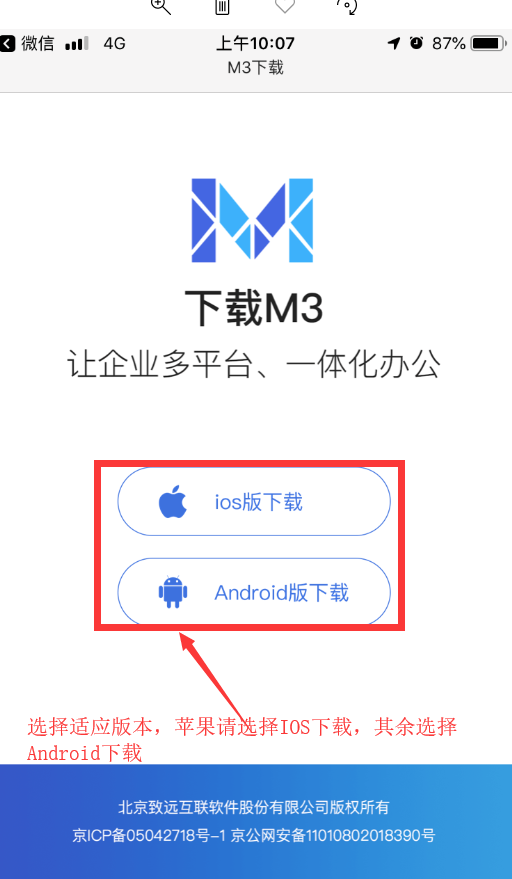 微信 4G 上午10:07 87%
M3下载
下载M3
让企业多平台、一体化办公
ios版下载
Android版下载
选择适应版本，苹果请选择IOS下载，其余选择
Android下载
北京致远互联软件股份有限公司版权所有
京ICP备05042718号-1 京公网安备11010802018390号